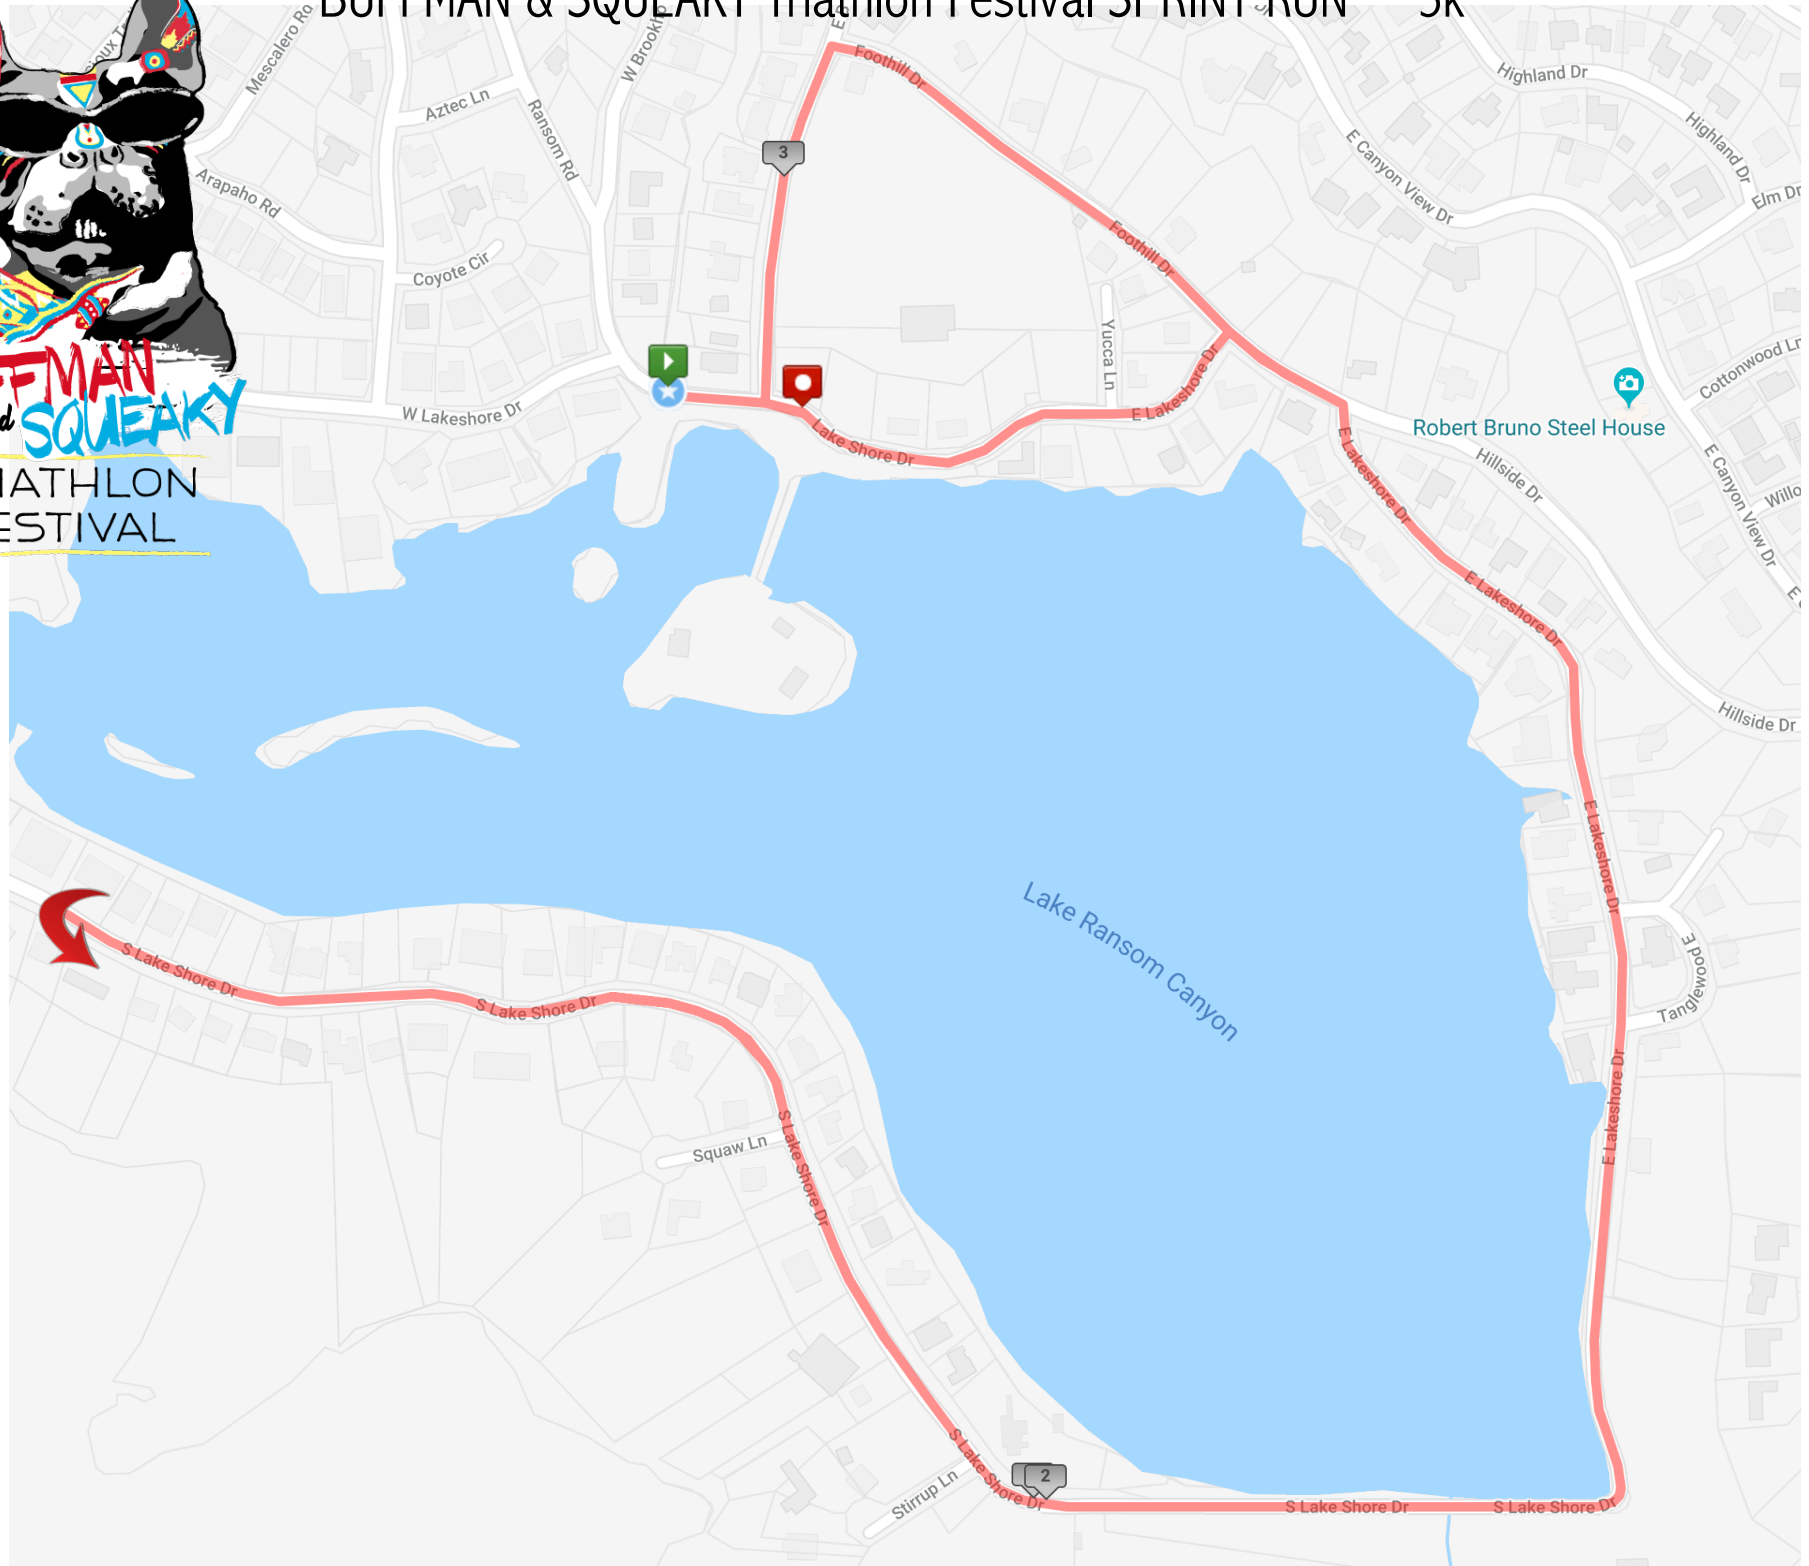 BUFFMAN & SQUEAKY Triathlon Festival SPRINT RUN 5k
Mescalero Rd
W Brookho
Foothill Dr
Highland Dr
Aztec Ln
Ransom Rd
Highland Dr
E Canyon View Dr
3
Arapaho Rd
Elm Dr
Foothill Dr
Coyote Cir
Yucca Ln
E Lakeshore Dr
Cottonwood Ln
FFMAN
SQUEAKY
IATHLON
ESTIVAL
W Lakeshore Dr
Lake Shore Dr
Robert Bruno Steel House
E Lakeshore Dr
Hillside Dr
E Canyon View Dr
Willo
E Lakeshore Dr
Hillside Dr
E Lakeshore Dr
Lake Ransom Canyon
S Lake Shore Dr
S Lake Shore Dr
Tanglewood E
E Lakeshore Dr
Squaw Ln
S Lake Shore Dr
S Lake Shore Dr
2
Stirrup Ln
S Lake Shore Dr
S Lake Shore Dr